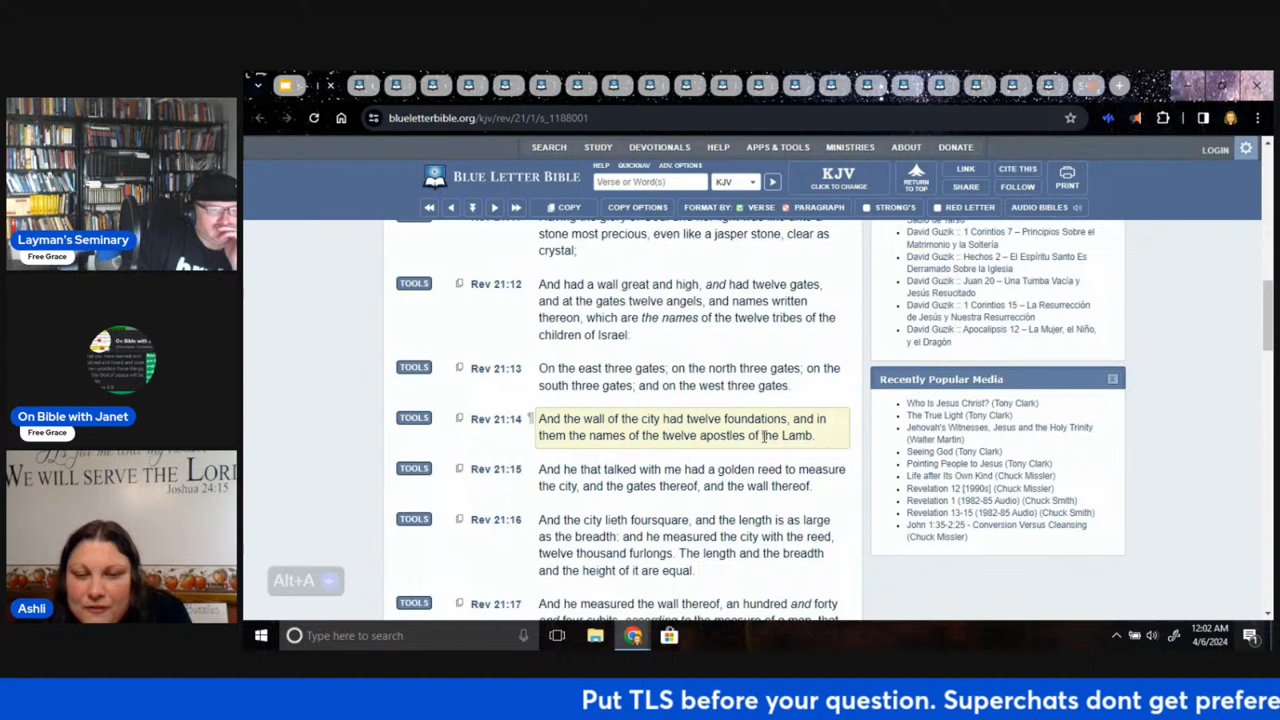 blueletterbible.org/kjv/rev/21/1/s_1188001
SEARCH STUDY DEVOTIONALS HELP APPS & TOOLS MINISTRIES ABOUT DONATE
LOGIN
BLUE LETTER BIBLE
HELP QUICKNAV ADV. OPTIONS
Verse or Word(s)
KJV
KJV
CLICK TO CHANGE
RETURN
TO TOP
LINK
CITE THIS
SHARE
FOLLOW
PRINT
COPY COPY OPTIONS FORMAT BY: VERSE PARAGRAPH STRONG'S RED LETTER AUDIO BIBLES
stone most precious, even like a jasper stone, clear as
crystal;
TOOLS Rev 21:12 And had a wall great and high, and had twelve gates,
and at the gates twelve angels, and names written
thereon, which are the names of the twelve tribes of the
children of Israel:
TOOLS Rev 21:13 On the east three gates; on the north three gates; on the
south three gates; and on the west three gates.
TOOLS Rev 21:14 ¶ And the wall of the city had twelve foundations, and in
them the names of the twelve apostles of the Lamb.
TOOLS Rev 21:15 And he that talked with me had a golden reed to measure
the city, and the gates thereof, and the wall thereof.
TOOLS Rev 21:16 And the city lieth foursquare, and the length is as large
as the breadth: and he measured the city with the reed,
twelve thousand furlongs. The length and the breadth
and the height of it are equal.
TOOLS Rev 21:17 And he measured the wall thereof, an hundred and forty
David Guzik :: 1 Corintios 7 – Principios Sobre el
Matrimonio y la Soltería
David Guzik :: Hechos 2 – El Espíritu Santo Es
Derramado Sobre la Iglesia
David Guzik :: Juan 20 – Una Tumba Vacía y
Jesús Resucitado
David Guzik :: 1 Corintios 15 – La Resurrección
de Jesús y Nuestra Resurrección
David Guzik :: Apocalipsis 12 – La Mujer, el Niño,
y el Dragón
Recently Popular Media
Who Is Jesus Christ? (Tony Clark)
The True Light (Tony Clark)
Jehovah's Witnesses, Jesus and the Holy Trinity
(Walter Martin)
Seeing God (Tony Clark)
Pointing People to Jesus (Tony Clark)
Life after Its Own Kind (Chuck Missler)
Revelation 12 [1990s] (Chuck Missler)
Revelation 1 (1982-85 Audio) (Chuck Smith)
Revelation 13-15 (1982-85 Audio) (Chuck Smith)
John 1:35-2:25 - Conversion Versus Cleansing
(Chuck Missler)
Alt+A
Type here to search
12:02 AM
4/6/2024
Layman's Seminary
Free Grace
On Bible with
On Bible with Janet
Free Grace
WE WILL SERVE THE LORD
Joshua 24:15
Ashli
Put TLS before your question. Superchats dont get prefere